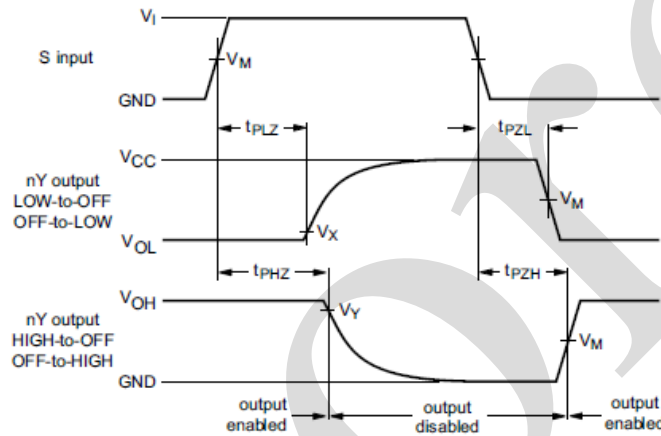 VI
S input
VM
GND
tPLZ
tPZL
VCC
nY output
LOW-to-OFF
OFF-to-LOW
VM
VX
VOL
tPHZ
tPZH
VOH
VY
nY output
HIGH-to-OFF
OFF-to-HIGH
VM
GND
output
enabled
output
disabled
output
enabled